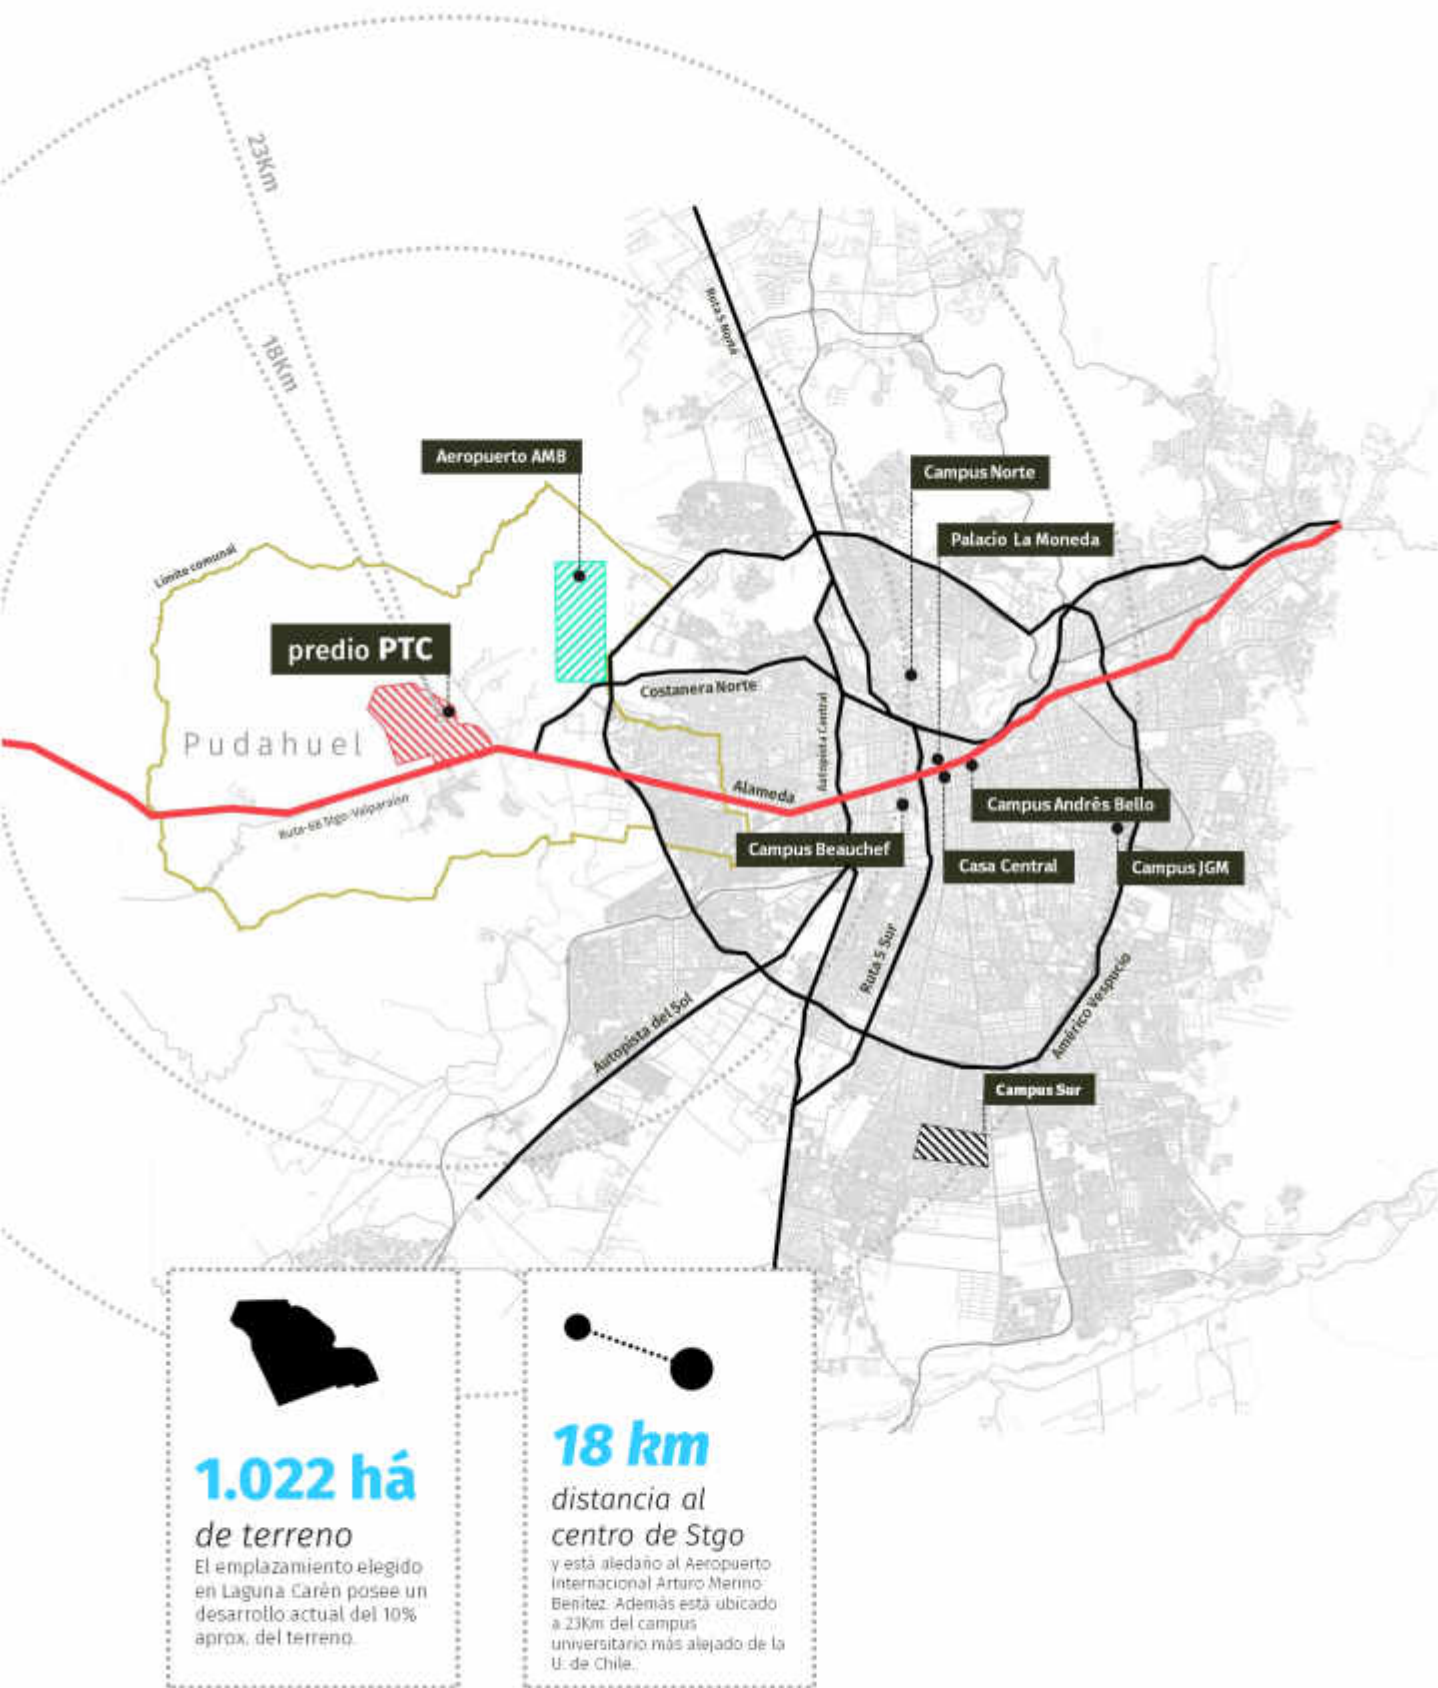 23Km
18Km
Ruta 5 Norte
Aeropuerto AMB
Campus Norte
Palacio La Moneda
Límite comunal
predio PTC
Costanera Norte
Autopista Central
Pudahuel
Alameda
Ruta-68 Stgo-Valparaíso
Campus Andrés Bello
Campus Beauchef
Casa Central
Campus JGM
Ruta 5 Sur
Américo Vespucio
Autopista del Sol
Campus Sur
1.022 há
de terreno
El emplazamiento elegido
en Laguna Carén posee un
desarrollo actual del 10%
aprox. del terreno.
18 km
distancia al
centro de Stgo
y está aledaño al Aeropuerto
Internacional Arturo Merino
Benítez. Además está ubicado
a 23Km del campus
universitario más alejado de la
U. de Chile.